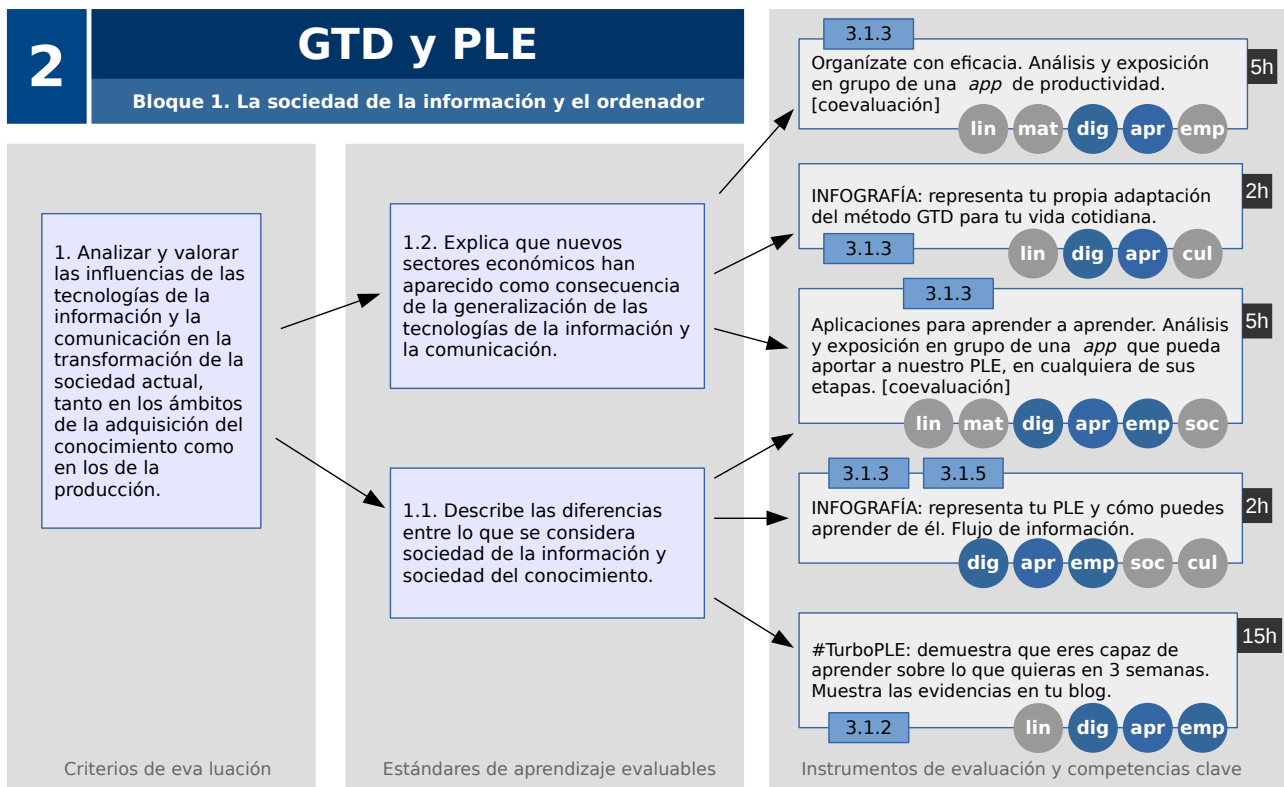 2
GTD y PLE
Bloque 1. La sociedad de la información y el ordenador
1. Analizar y valorar
las influencias de las
tecnologías de la
información y la
comunicación en la
transformación de la
sociedad actual,
tanto en los ámbitos
de la adquisición del
conocimiento como
en los de la
producción.
Criterios de eva luación
1.2. Explica que nuevos
sectores económicos han
aparecido como consecuencia
de la generalización de las
tecnologías de la información y
la comunicación.
1.1. Describe las diferencias
entre lo que se considera
sociedad de la información y
sociedad del conocimiento.
Estándares de aprendizaje evaluables
3.1.3
5h
Organízate con eficacia. Análisis y exposición
en grupo de una app de productividad.
[coevaluación]
lin mat dig apr emp
2h
INFOGRAFÍA: representa tu propia adaptación
del método GTD para tu vida cotidiana.
3.1.3
lin dig apr cul
3.1.3
5h
Aplicaciones para aprender a aprender. Análisis
y exposición en grupo de una app que pueda
aportar a nuestro PLE, en cualquiera de sus
etapas. [coevaluación]
lin mat dig apr emp soc
3.1.3 3.1.5
2h
INFOGRAFÍA: representa tu PLE y cómo puedes
aprender de él. Flujo de información.
dig apr emp soc cul
15h
#TurboPLE: demuestra que eres capaz de
aprender sobre lo que quieras en 3 semanas.
Muestra las evidencias en tu blog.
3.1.2
lin dig apr emp
Instrumentos de evaluación y competencias clave